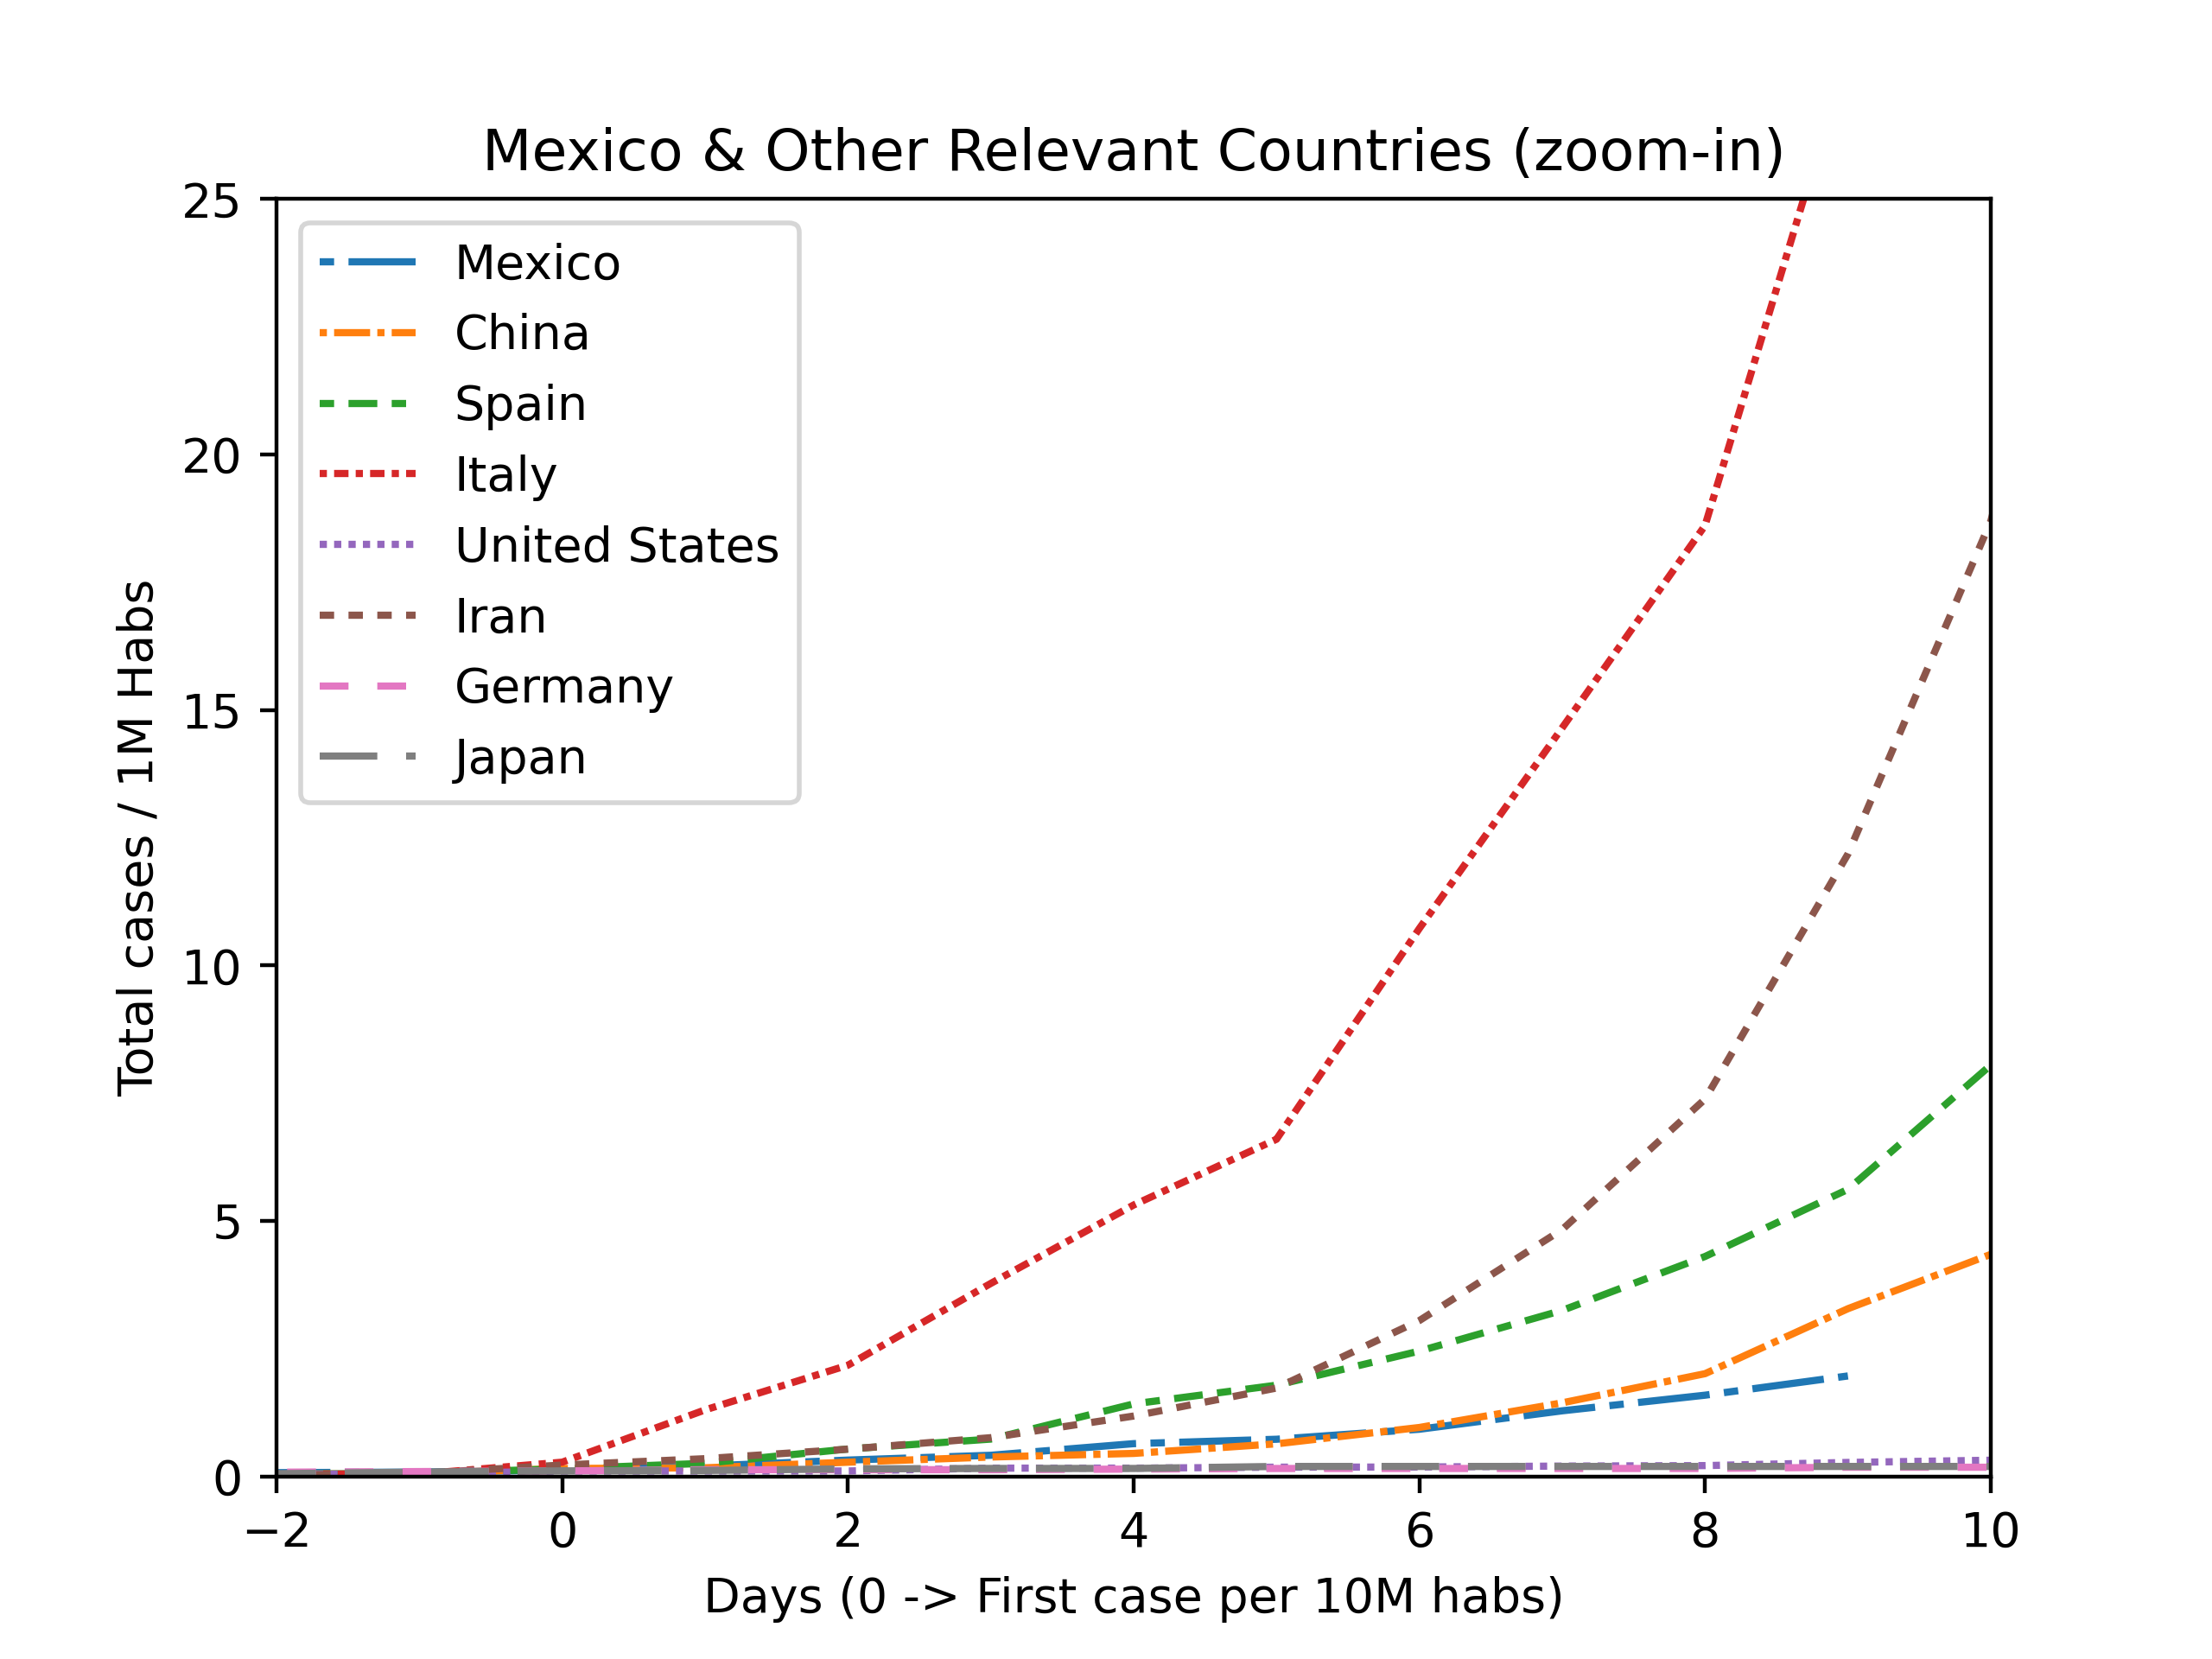 Mexico & Other Relevant Countries (zoom-in)
25
20
15
10
5
0
Total cases / 1M Habs
Mexico
China
Spain
Italy
United States
Iran
Germany
Japan
−2 0 2 4 6 8 10
Days (0 -> First case per 10M habs)